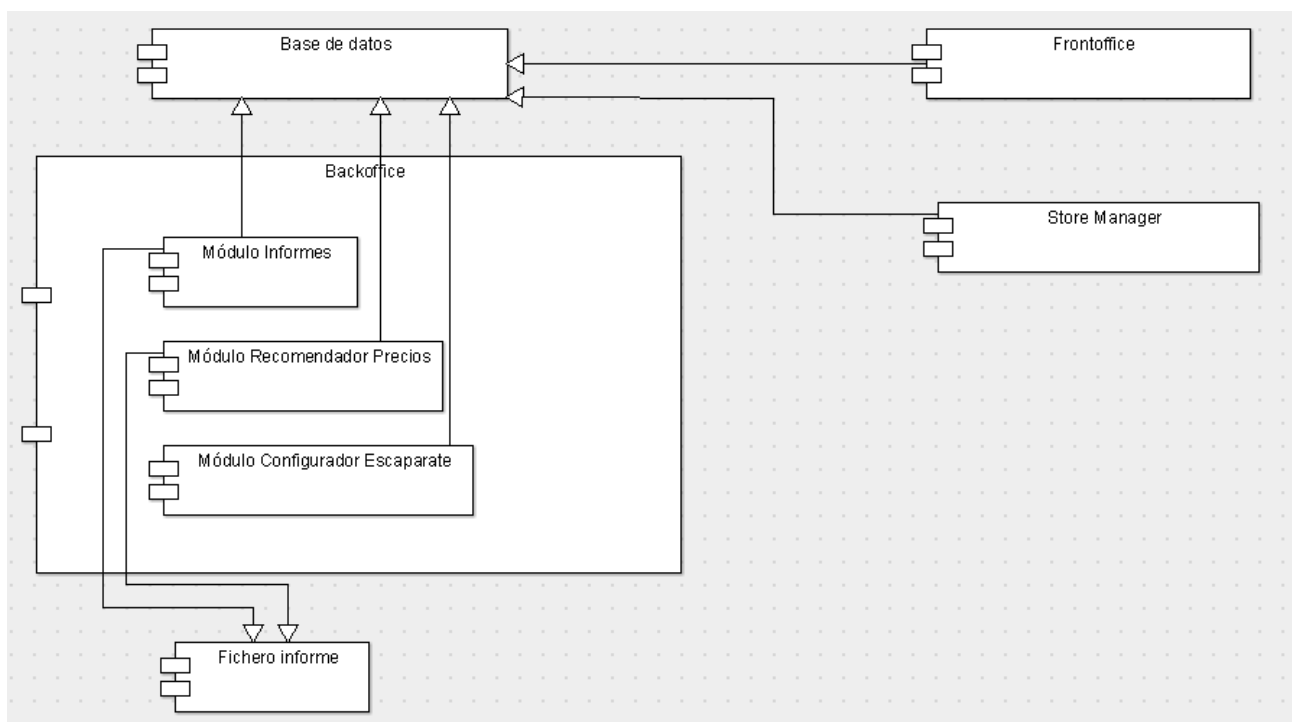 Base de datos
Frontoffice
Backoffice
Store Manager
Módulo Informes
Módulo Recomendador Precios
Módulo Configurador Escaparate
Fichero informe